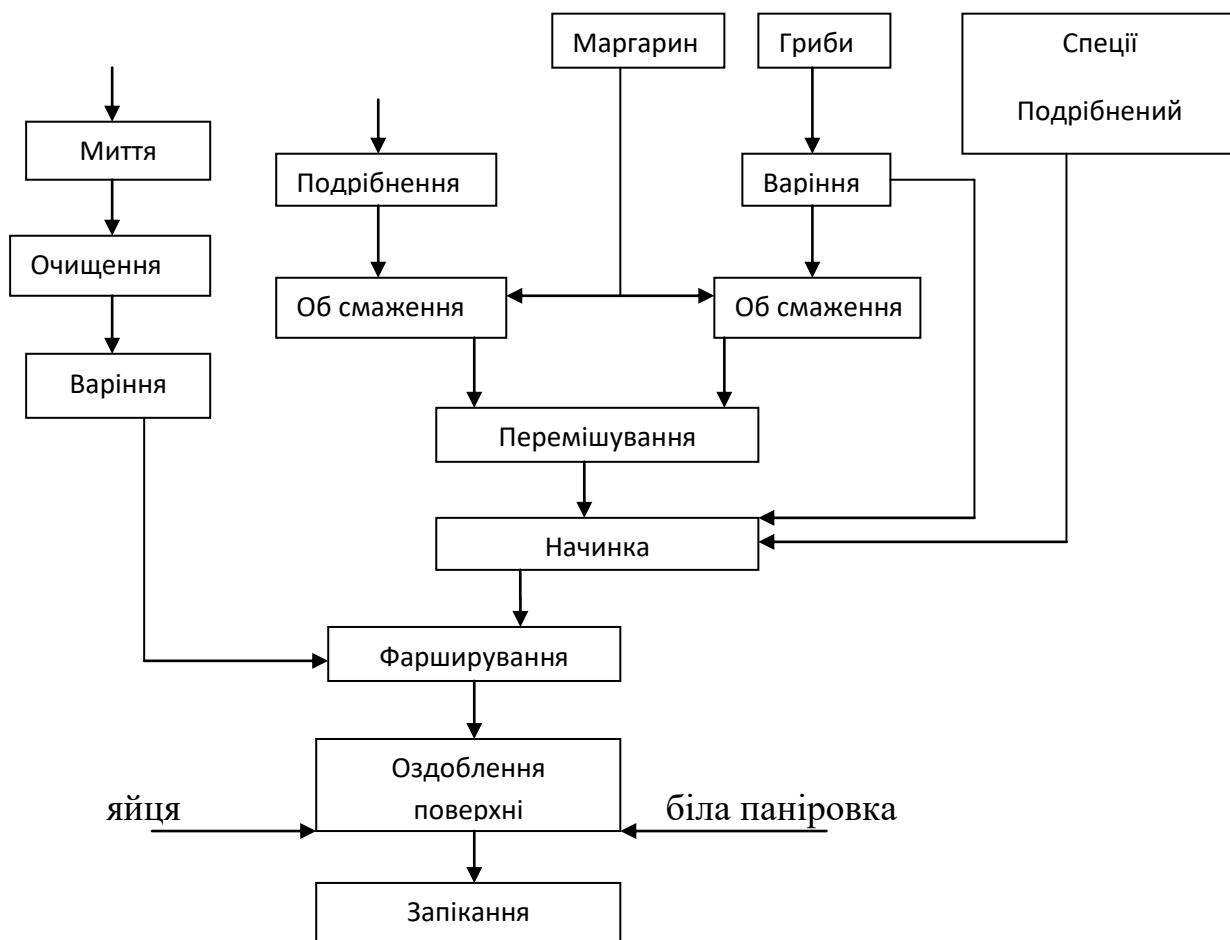 Маргарин
Гриби
Спеції
Подрібнений
Миття
Подрібнення
Варіння
Очищення
Об смаження
Об смаження
Варіння
Перемішування
Начинка
Фарширування
Оздоблення
поверхні
яйця
біла паніровка
Запікання